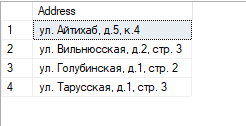 Address
1 ул. Айтихаб, д.5, к.4
2 ул. Вильнюсская, д.2, стр. 3
3 ул. Голубинская, д.1, стр. 2
4 ул. Тарусская, д.1, стр. 3